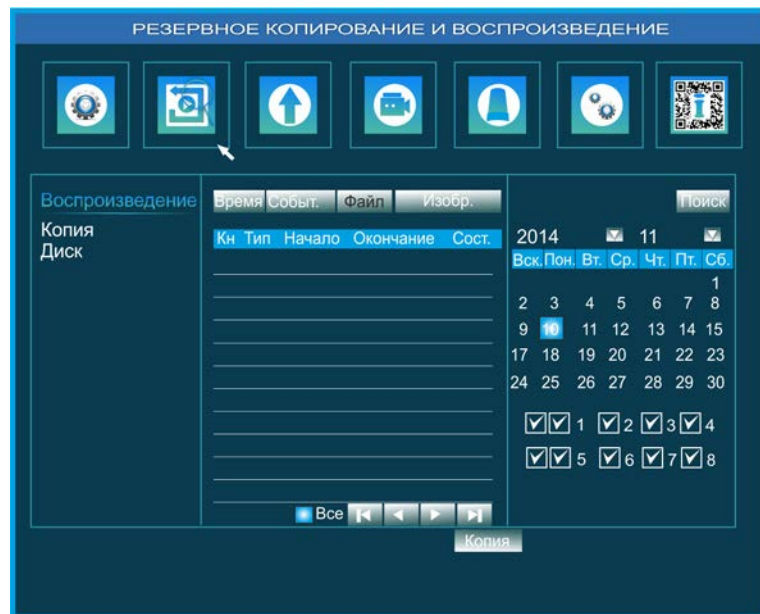 РЕЗЕРВНОЕ КОПИРОВАНИЕ И ВОСПРОИЗВЕДЕНИЕ
Воспроизведение
Копия
Диск
Время Событ. Файл Изобр.
Кн Тип Начало Окончание Сост.
Все
Копия
Поиск
2014 11
Вск. Пон. Вт. Ср. Чт. Пт. Сб.
1
2 3 4 5 6 7 8
9 10 11 12 13 14 15
17 18 19 20 21 22 23
24 25 26 27 28 29 30
1 2 3 4
5 6 7 8